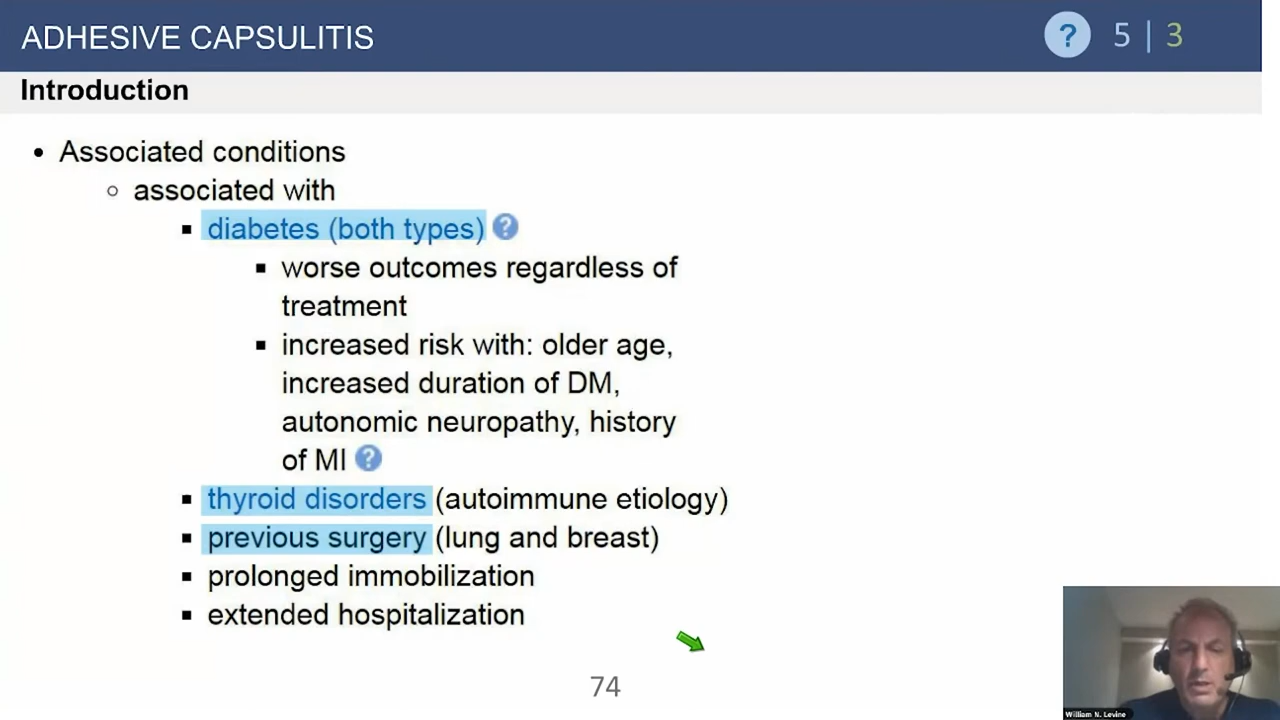 ADHESIVE CAPSULITIS ? 5 | 3
Introduction
• Associated conditions
○ associated with
▪ diabetes (both types) ?
▪ worse outcomes regardless of
treatment
▪ increased risk with: older age,
increased duration of DM,
autonomic neuropathy, history
of MI ?
▪ thyroid disorders (autoimmune etiology)
▪ previous surgery (lung and breast)
▪ prolonged immobilization
▪ extended hospitalization
74
William N. Levine